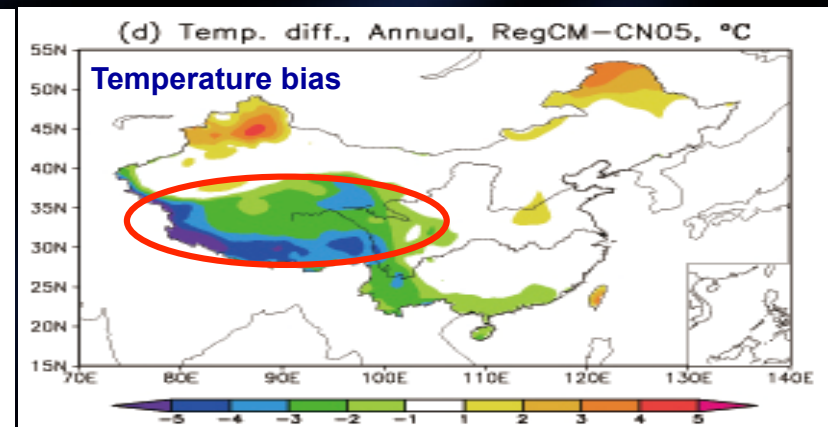 (d) Temp. diff., Annual, RegCM-CN05, °C
Temperature bias
55N
50N
45N
40N
35N
30N
25N
20N
15N
70E 80E 90E 100E 110E 120E 130E 140E
-5 -4 -3 -2 -1 1 2 3 4 5